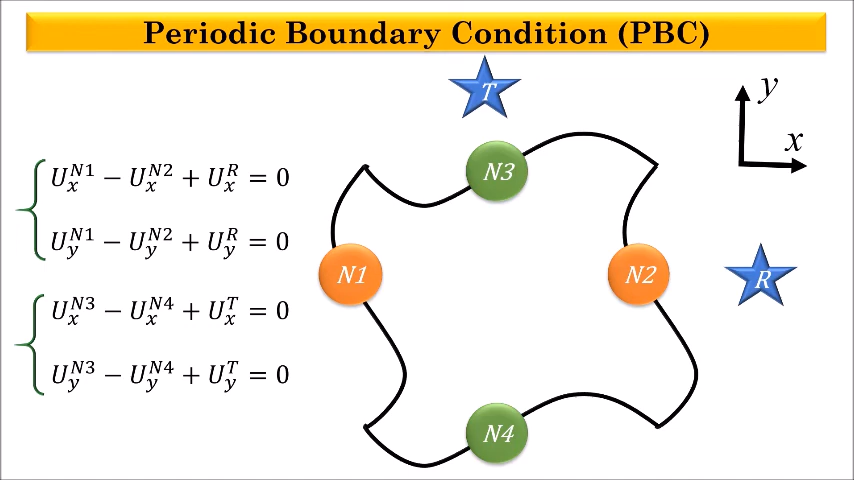 Periodic Boundary Condition (PBC)
T
y
x
U_x^{N1} − U_x^{N2} + U_x^R = 0
N3
U_y^{N1} − U_y^{N2} + U_y^R = 0
N1
N2
R
U_x^{N3} − U_x^{N4} + U_x^T = 0
U_y^{N3} − U_y^{N4} + U_y^T = 0
N4